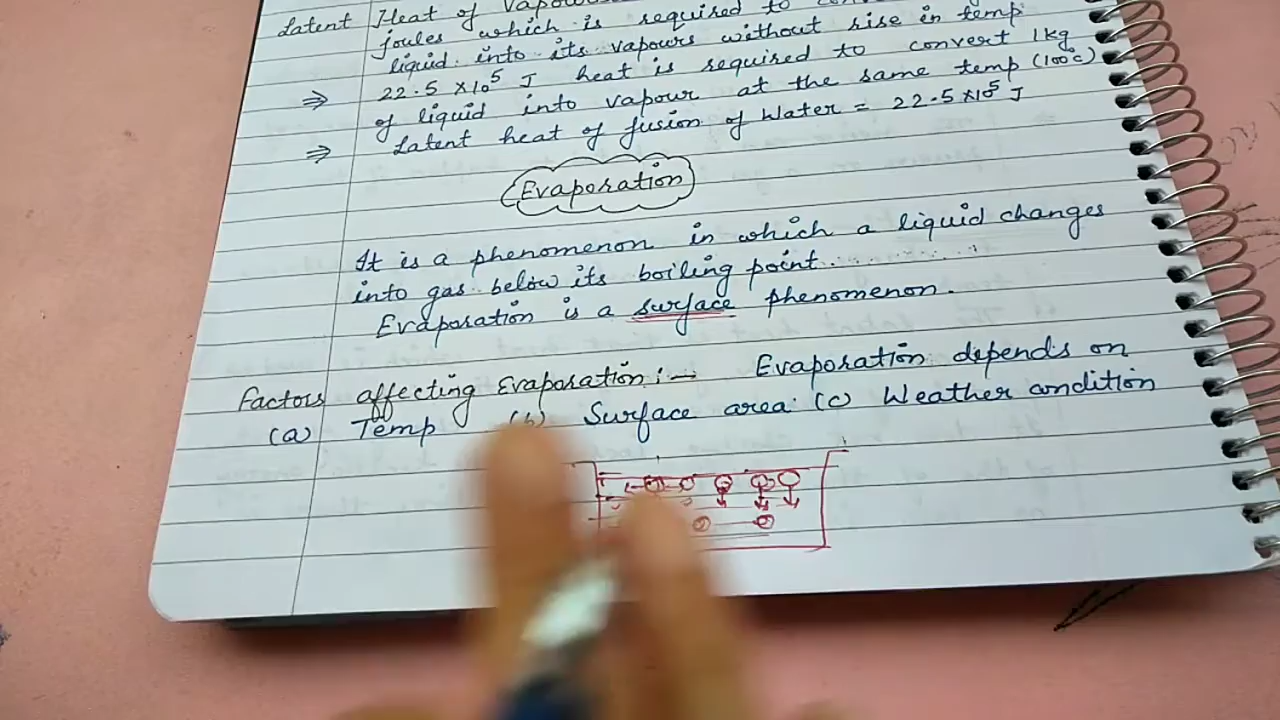 Latent Heat of Vapou
joules which is required to
liquid into its vapours without rise in temp
⇒ 22.5 ×10⁵ J heat is required to convert 1kg
of liquid into vapour at the same temp (100°C)
⇒ Latent heat of fusion of Water = 22.5×10⁵ J
Evaporation
It is a phenomenon in which a liquid changes
into gas below its boiling point.......
Evaporation is a surface phenomenon.
Factors affecting Evaporation:- Evaporation depends on
(a) Temp (b) Surface area (c) Weather condition